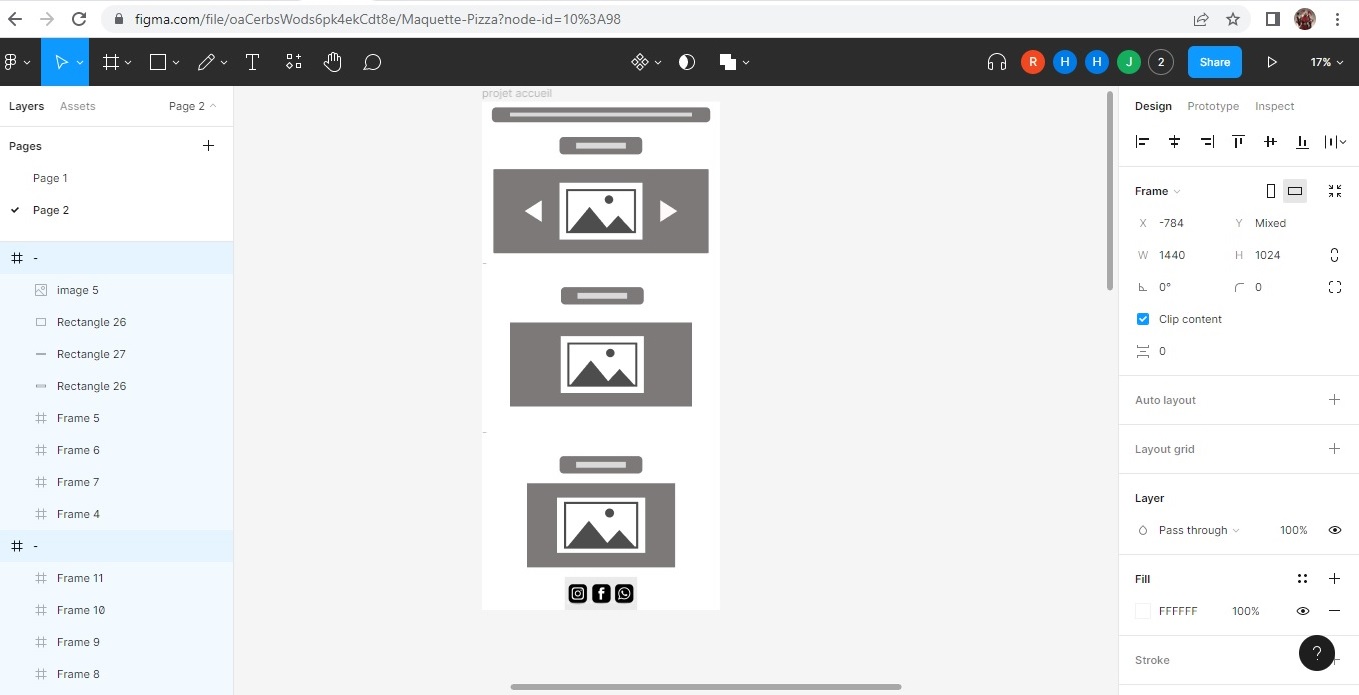 figma.com/file/oaCerbsWods6pk4ekCdt8e/Maquette-Pizza?node-id=10%3A98
R H H J 2 Share 17%
Layers Assets Page 2
Pages
Page 1
Page 2
-
image 5
Rectangle 26
Rectangle 27
Rectangle 26
Frame 5
Frame 6
Frame 7
Frame 4
-
Frame 11
Frame 10
Frame 9
Frame 8
projet accueil
Design Prototype Inspect
Frame
X -784 Y Mixed
W 1440 H 1024
0° 0
Clip content
0
Auto layout
Layout grid
Layer
Pass through 100%
Fill
FFFFFF 100%
Stroke
?